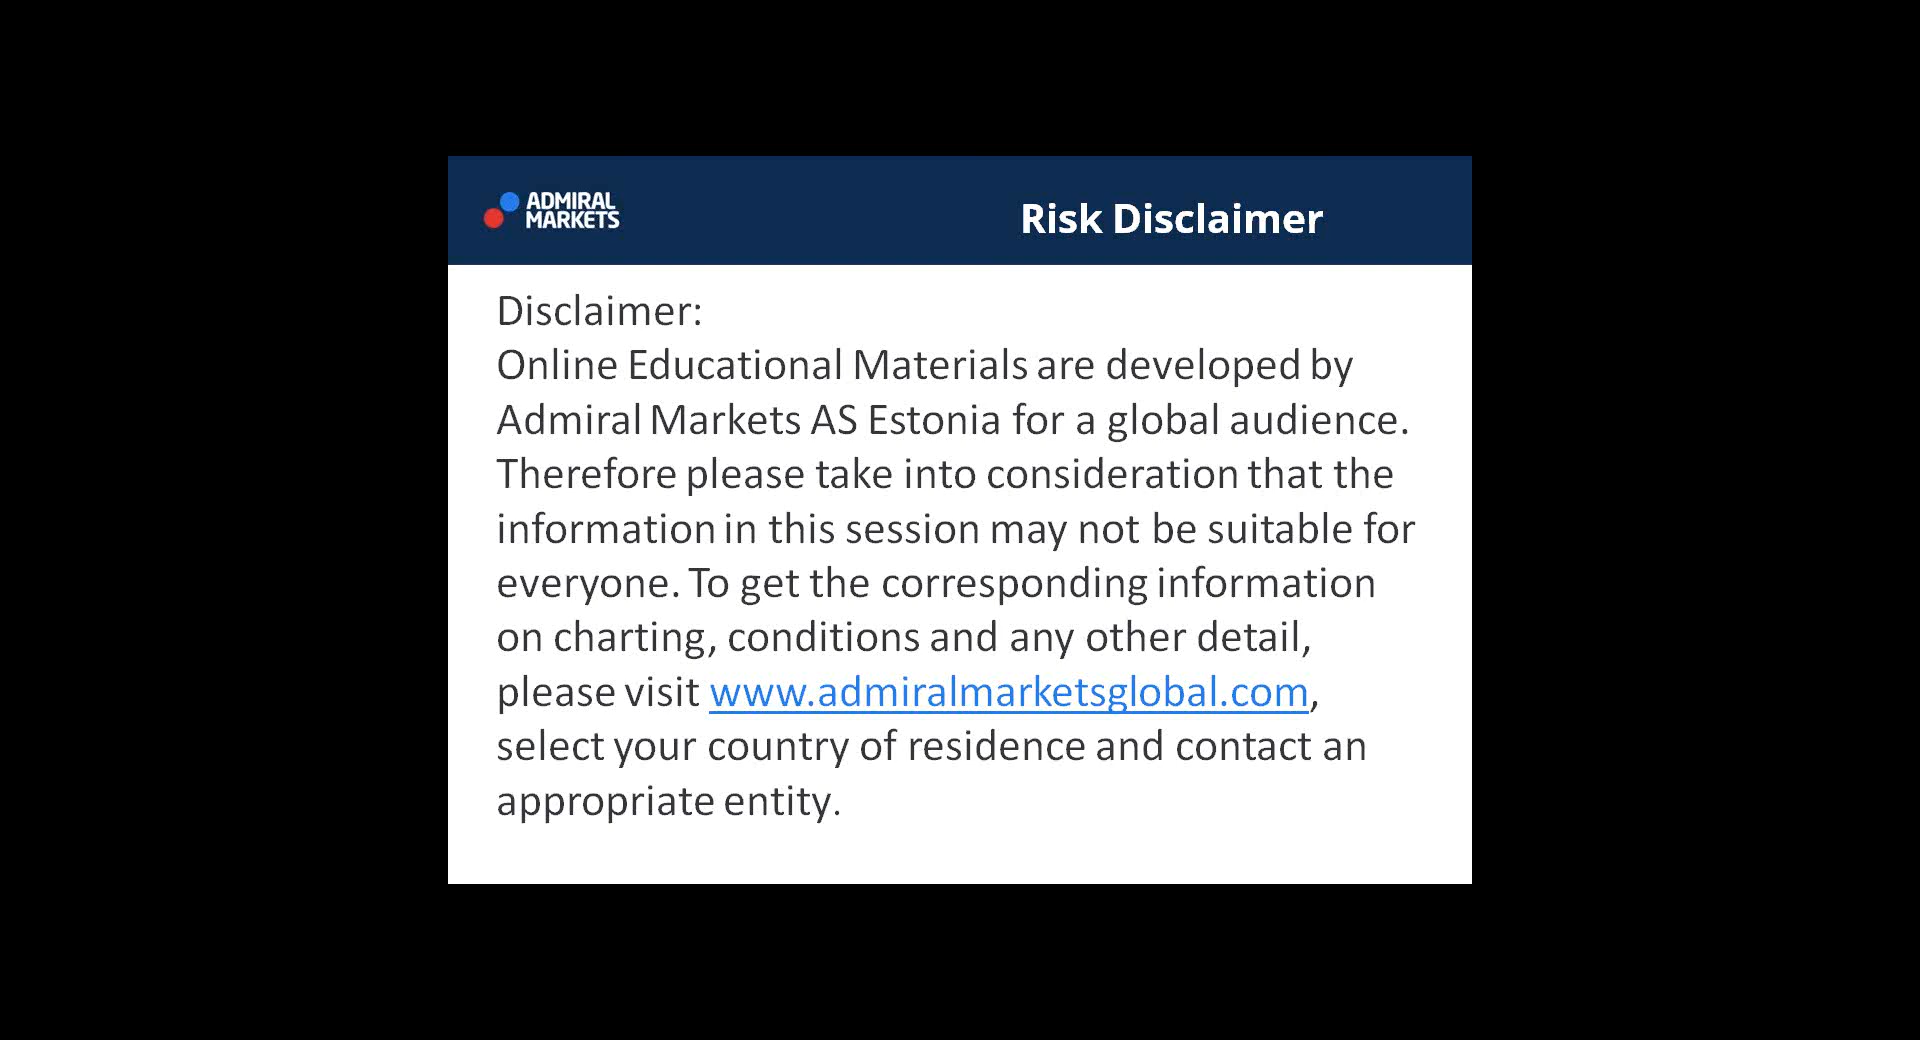 ADMIRAL
MARKETS
Risk Disclaimer
Disclaimer:
Online Educational Materials are developed by
Admiral Markets AS Estonia for a global audience.
Therefore please take into consideration that the
information in this session may not be suitable for
everyone. To get the corresponding information
on charting, conditions and any other detail,
please visit www.admiralmarketsglobal.com,
select your country of residence and contact an
appropriate entity.